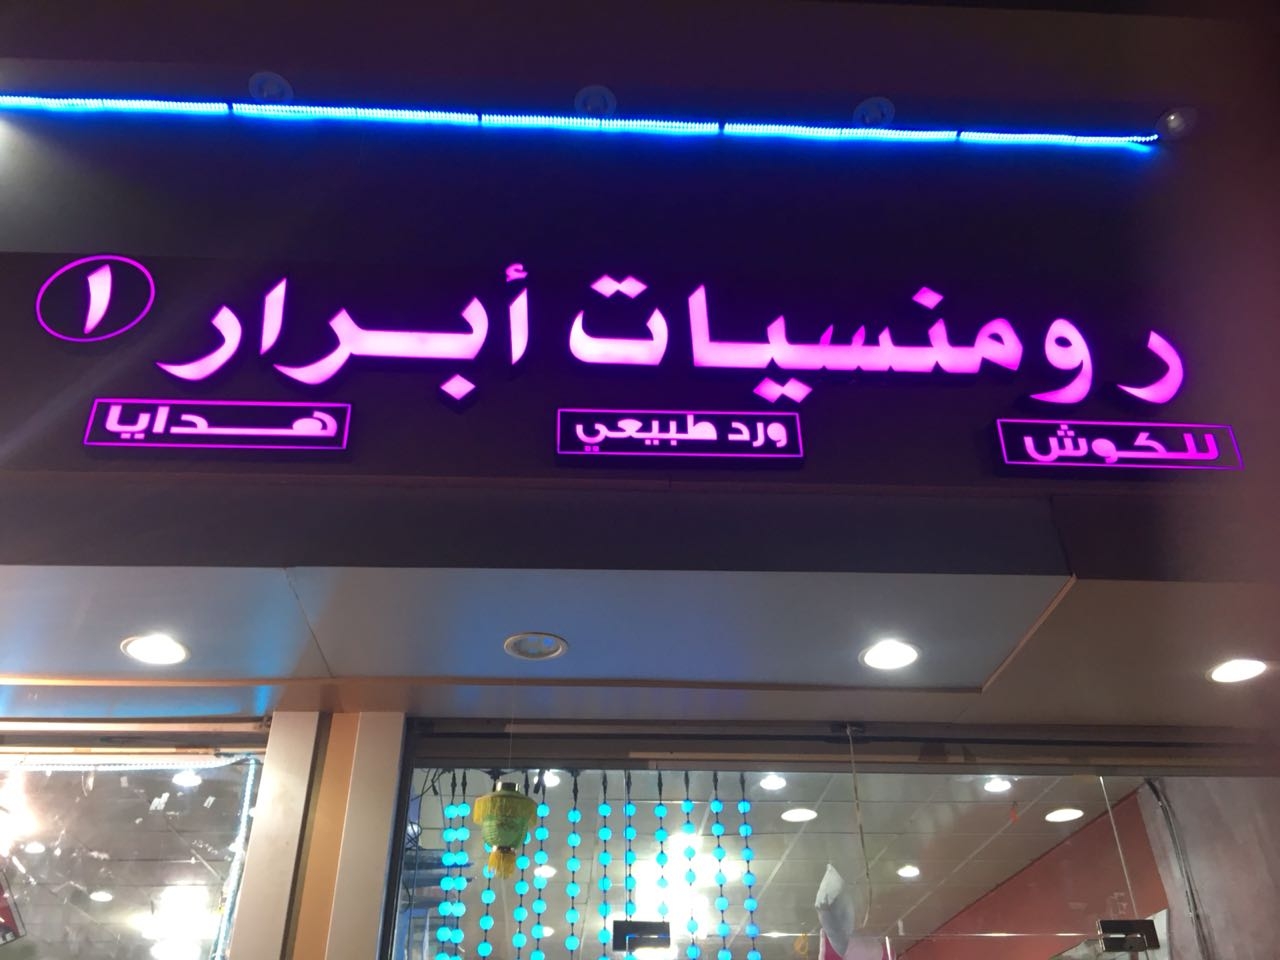 رومنسيات أبرار ١
للكوش
ورد طبيعي
هدايا